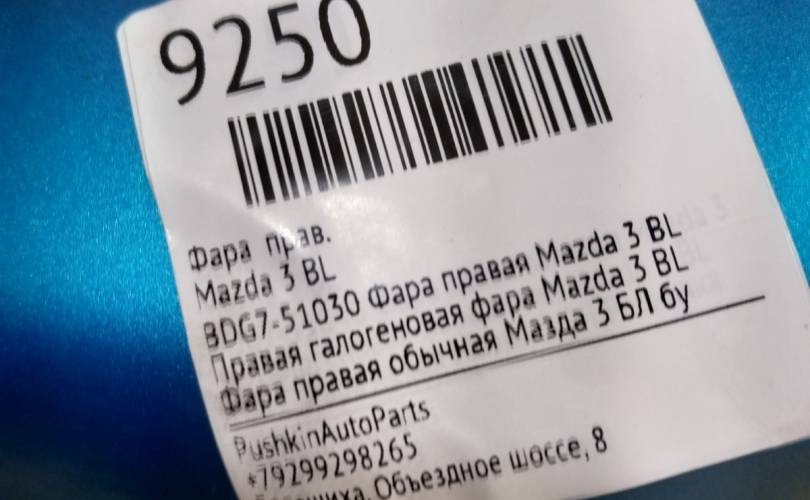 9250
Фара прав.
Mazda 3 BL
BDG7-51030 Фара правая Mazda 3 BL
Правая галогеновая фара Mazda 3 BL
Фара правая обычная Мазда 3 БЛ бу
PushkinAutoParts
+79299298265
Объездное шоссе, 8